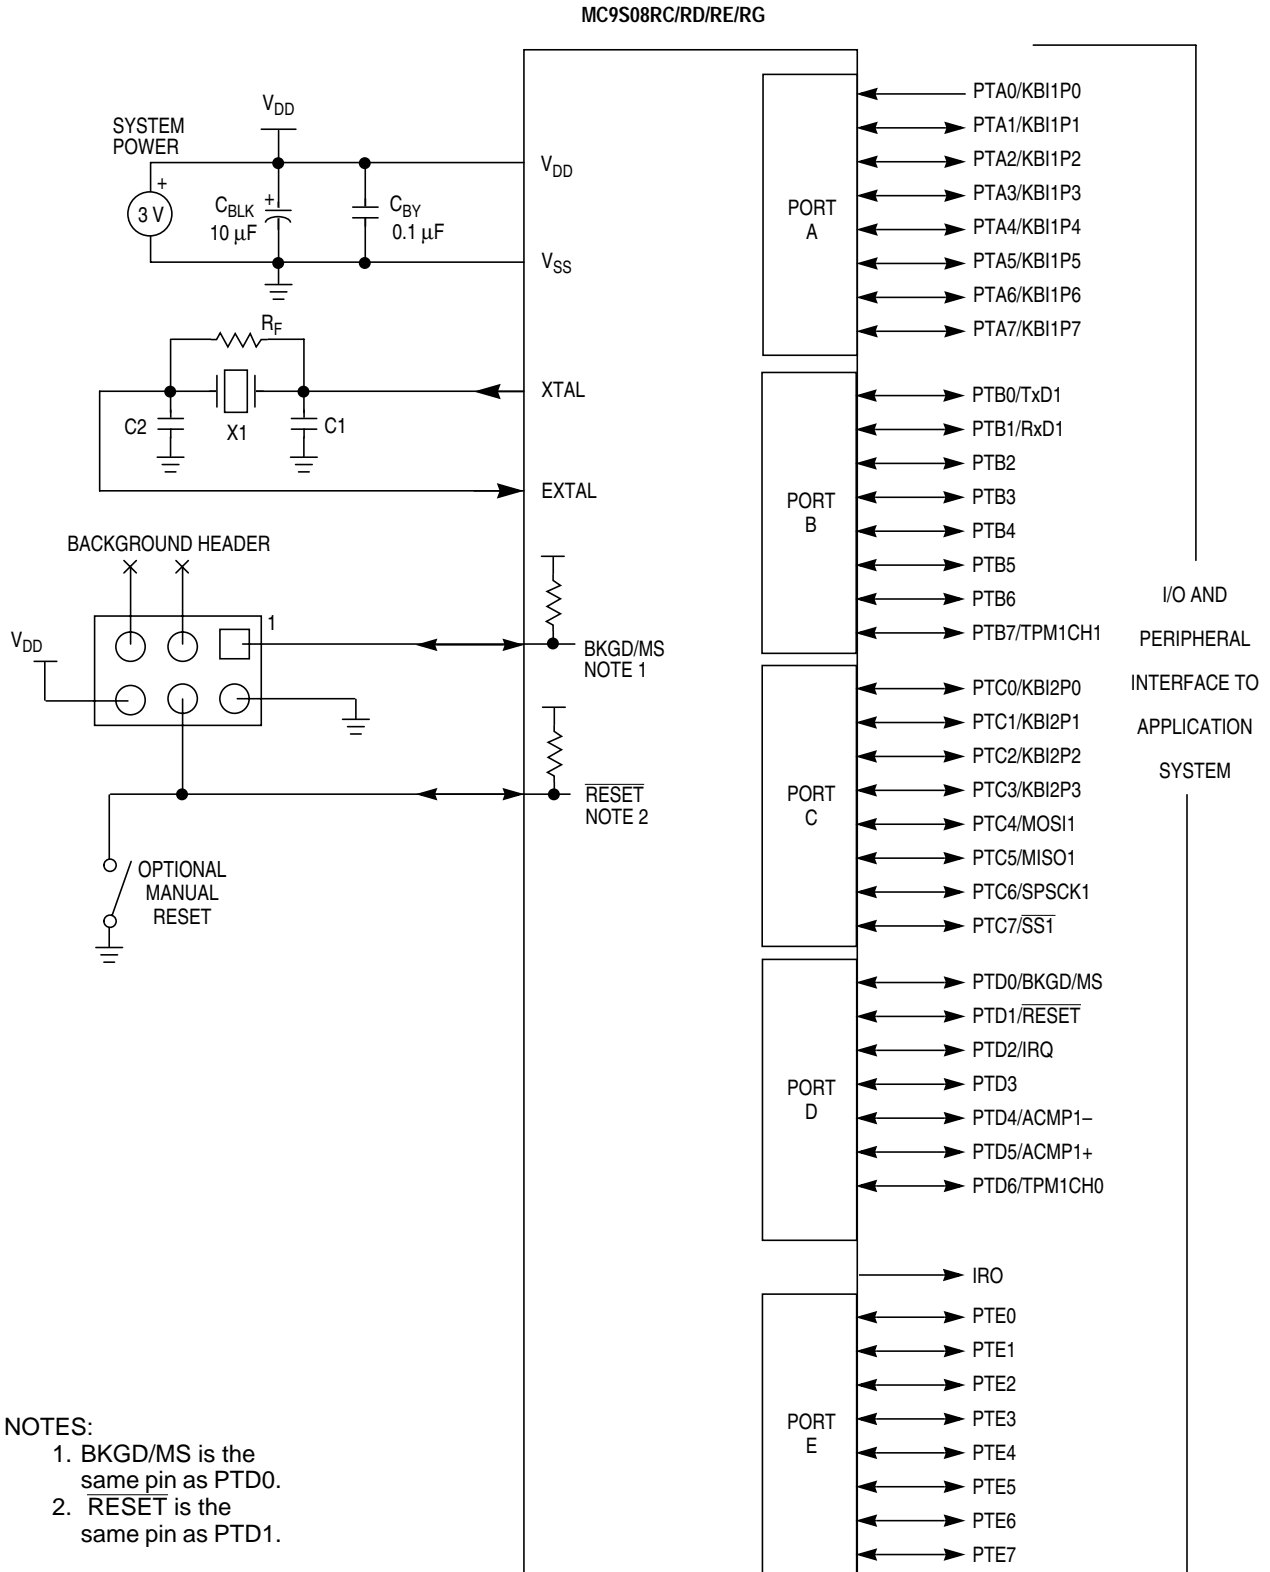 MC9S08RC/RD/RE/RG
VDD
SYSTEM
POWER
+
3 V
CBLK
10 µF
+
CBY
0.1 µF
VDD
VSS
RF
C2
X1
C1
XTAL
EXTAL
BACKGROUND HEADER
VDD
1
BKGD/MS
NOTE 1
RESET
NOTE 2
OPTIONAL
MANUAL
RESET
PORT
A
PTA0/KBI1P0
PTA1/KBI1P1
PTA2/KBI1P2
PTA3/KBI1P3
PTA4/KBI1P4
PTA5/KBI1P5
PTA6/KBI1P6
PTA7/KBI1P7
PORT
B
PTB0/TxD1
PTB1/RxD1
PTB2
PTB3
PTB4
PTB5
PTB6
PTB7/TPM1CH1
PORT
C
PTC0/KBI2P0
PTC1/KBI2P1
PTC2/KBI2P2
PTC3/KBI2P3
PTC4/MOSI1
PTC5/MISO1
PTC6/SPSCK1
PTC7/SS1
PORT
D
PTD0/BKGD/MS
PTD1/RESET
PTD2/IRQ
PTD3
PTD4/ACMP1–
PTD5/ACMP1+
PTD6/TPM1CH0
IRO
PORT
E
PTE0
PTE1
PTE2
PTE3
PTE4
PTE5
PTE6
PTE7
I/O AND
PERIPHERAL
INTERFACE TO
APPLICATION
SYSTEM
NOTES:
1. BKGD/MS is the
same pin as PTD0.
2. RESET is the
same pin as PTD1.